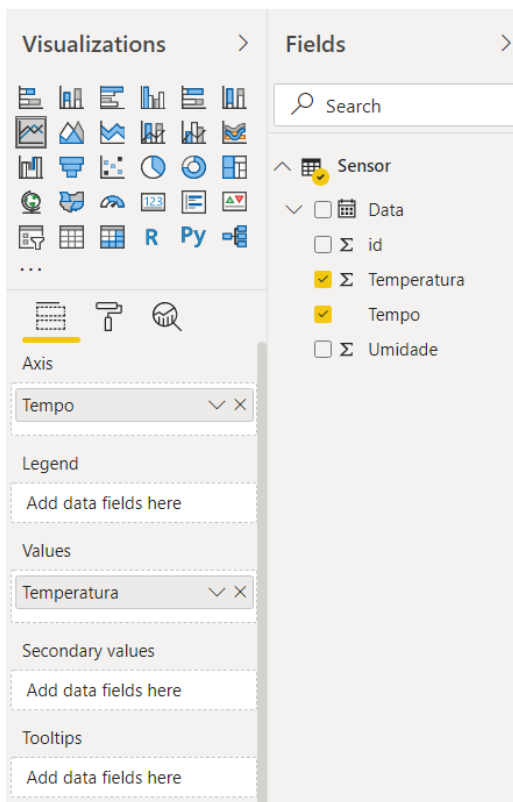 Visualizations
123
R
Py
...
Axis
Tempo
Legend
Add data fields here
Values
Temperatura
Secondary values
Add data fields here
Tooltips
Add data fields here
Fields
Search
Sensor
Data
Σ id
Σ Temperatura
Tempo
Σ Umidade